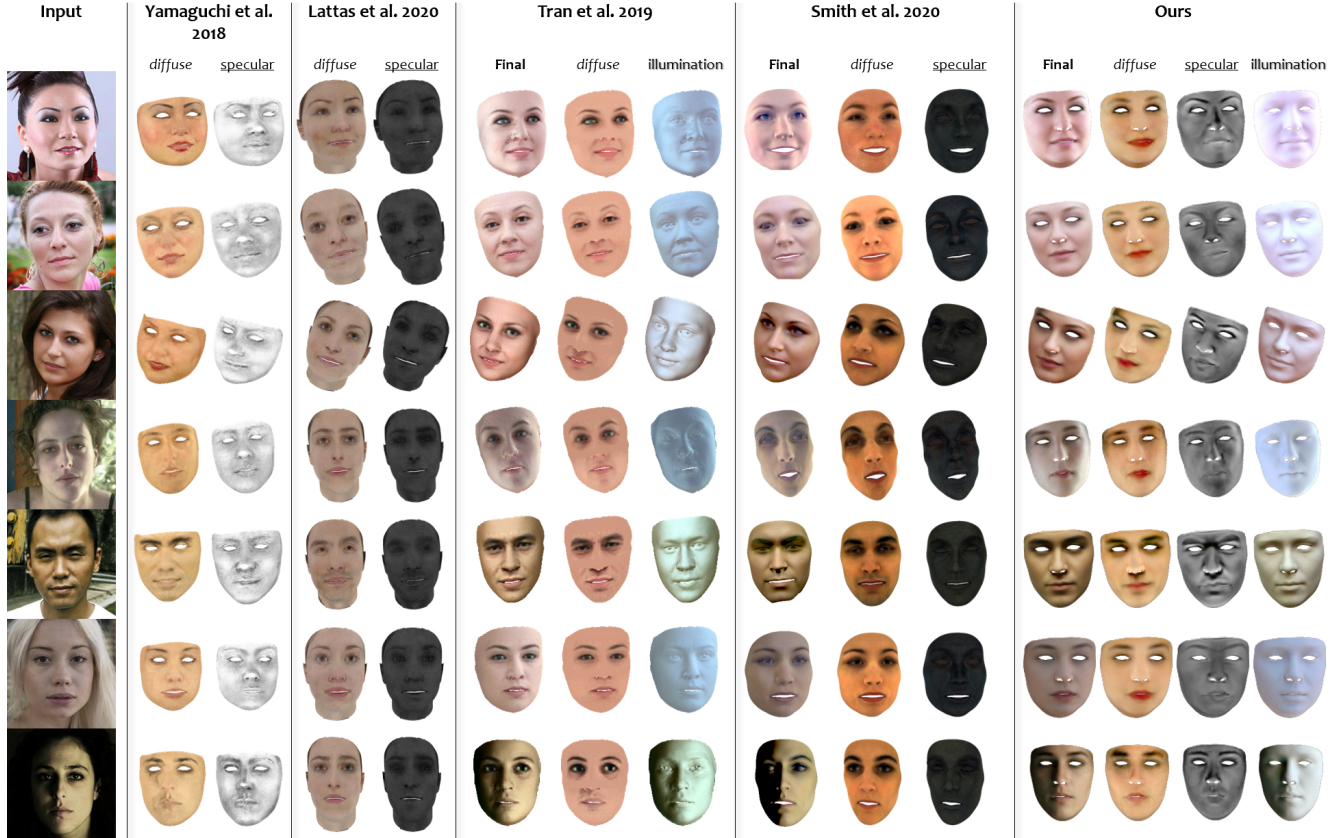 Input
Yamaguchi et al.
2018
Lattas et al. 2020
Tran et al. 2019
Smith et al. 2020
Ours
diffuse specular
diffuse specular
Final diffuse illumination
Final diffuse specular
Final diffuse specular illumination